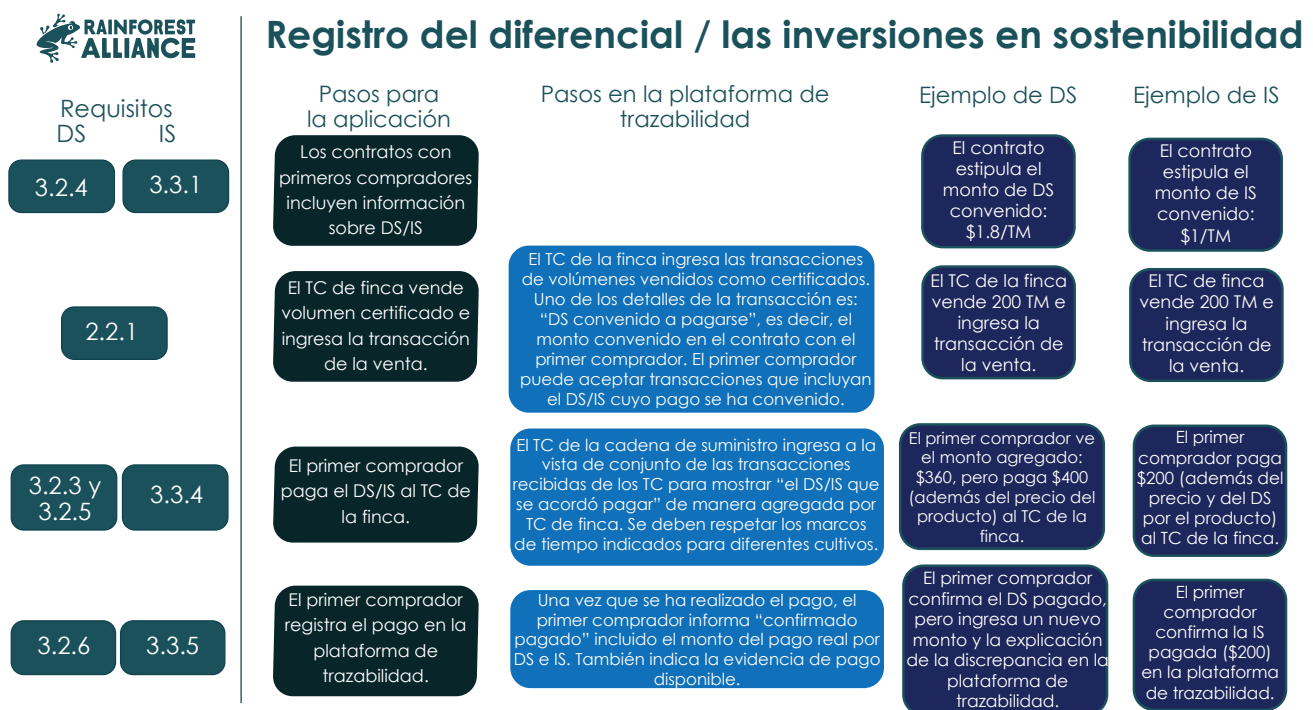 RAINFOREST
ALLIANCE
Registro del diferencial / las inversiones en sostenibilidad
Requisitos
DS IS
Pasos para
la aplicación
Pasos en la plataforma de
trazabilidad
Ejemplo de DS
Ejemplo de IS
3.2.4
3.3.1
Los contratos con
primeros compradores
incluyen información
sobre DS/IS
El contrato
estipula el
monto de DS
convenido:
$1.8/TM
El contrato
estipula el
monto de IS
convenido:
$1/TM
2.2.1
El TC de finca vende
volumen certificado e
ingresa la transacción
de la venta.
El TC de la finca ingresa las transacciones
de volúmenes vendidos como certificados.
Uno de los detalles de la transacción es:
“DS convenido a pagarse”, es decir, el
monto convenido en el contrato con el
primer comprador. El primer comprador
puede aceptar transacciones que incluyan
el DS/IS cuyo pago se ha convenido.
El TC de la finca
vende 200 TM e
ingresa la
transacción de
la venta.
El TC de finca
vende 200 TM e
ingresa la
transacción de
la venta.
3.2.3 y
3.2.5
3.3.4
El primer comprador
paga el DS/IS al TC de
la finca.
El TC de la cadena de suministro ingresa a la
vista de conjunto de las transacciones
recibidas de los TC para mostrar “el DS/IS que
se acordó pagar” de manera agregada por
TC de finca. Se deben respetar los marcos
de tiempo indicados para diferentes cultivos.
El primer comprador ve
el monto agregado:
$360, pero paga $400
(además del precio del
producto) al TC de la
finca.
El primer
comprador paga
$200 (además del
precio y del DS
por el producto)
al TC de la finca.
3.2.6
3.3.5
El primer comprador
registra el pago en la
plataforma de
trazabilidad.
Una vez que se ha realizado el pago, el
primer comprador informa “confirmado
pagado” incluido el monto del pago real por
DS e IS. También indica la evidencia de pago
disponible.
El primer comprador
confirma el DS pagado,
pero ingresa un nuevo
monto y la explicación
de la discrepancia en la
plataforma de
trazabilidad.
El primer
comprador
confirma la IS
pagada ($200)
en la plataforma
de trazabilidad.